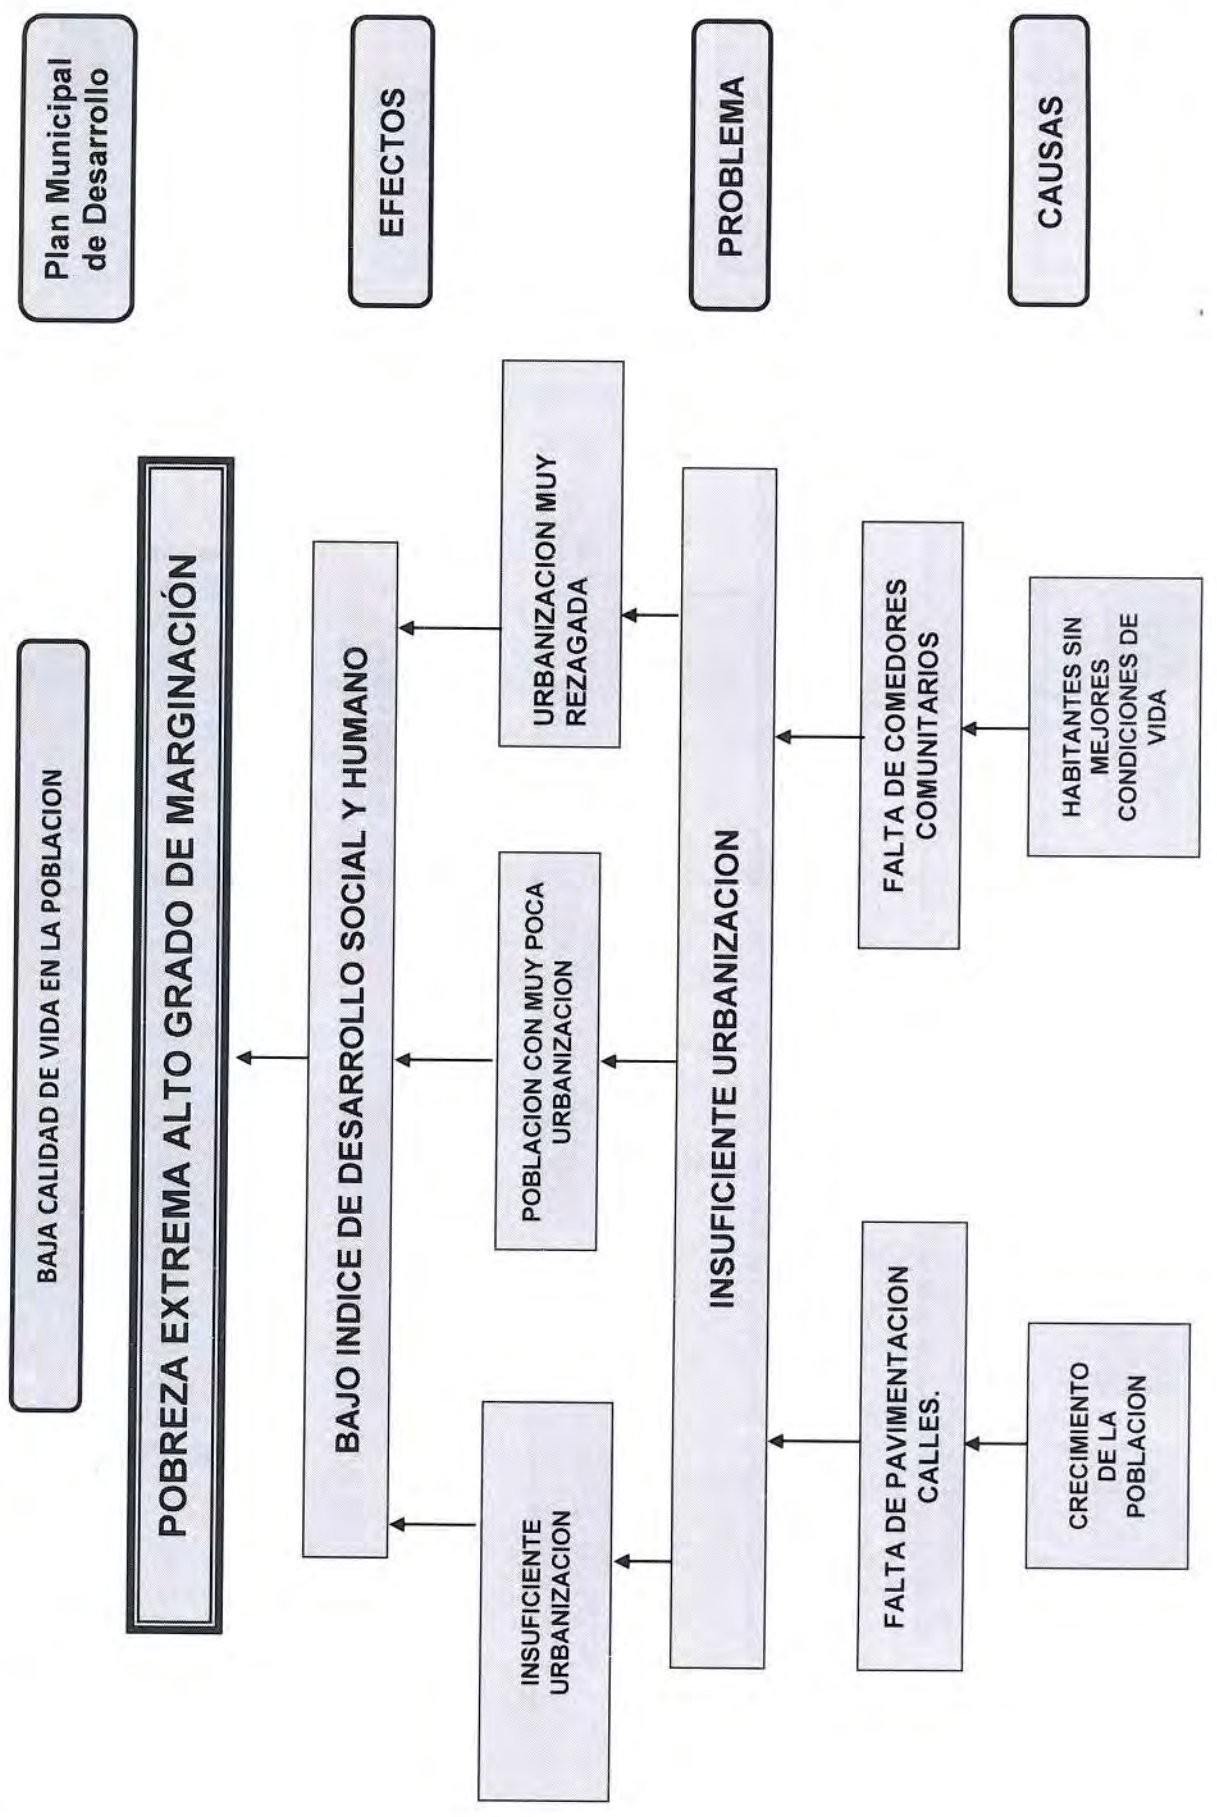 BAJA CALIDAD DE VIDA EN LA POBLACION
Plan Municipal
de Desarrollo
POBREZA EXTREMA ALTO GRADO DE MARGINACIÓN
BAJO INDICE DE DESARROLLO SOCIAL Y HUMANO
EFECTOS
INSUFICIENTE
URBANIZACION
POBLACION CON MUY POCA
URBANIZACION
URBANIZACION MUY
REZAGADA
INSUFICIENTE URBANIZACION
PROBLEMA
FALTA DE PAVIMENTACION
CALLES.
FALTA DE COMEDORES
COMUNITARIOS
CRECIMIENTO
DE LA
POBLACION
HABITANTES SIN
MEJORES
CONDICIONES DE
VIDA
CAUSAS